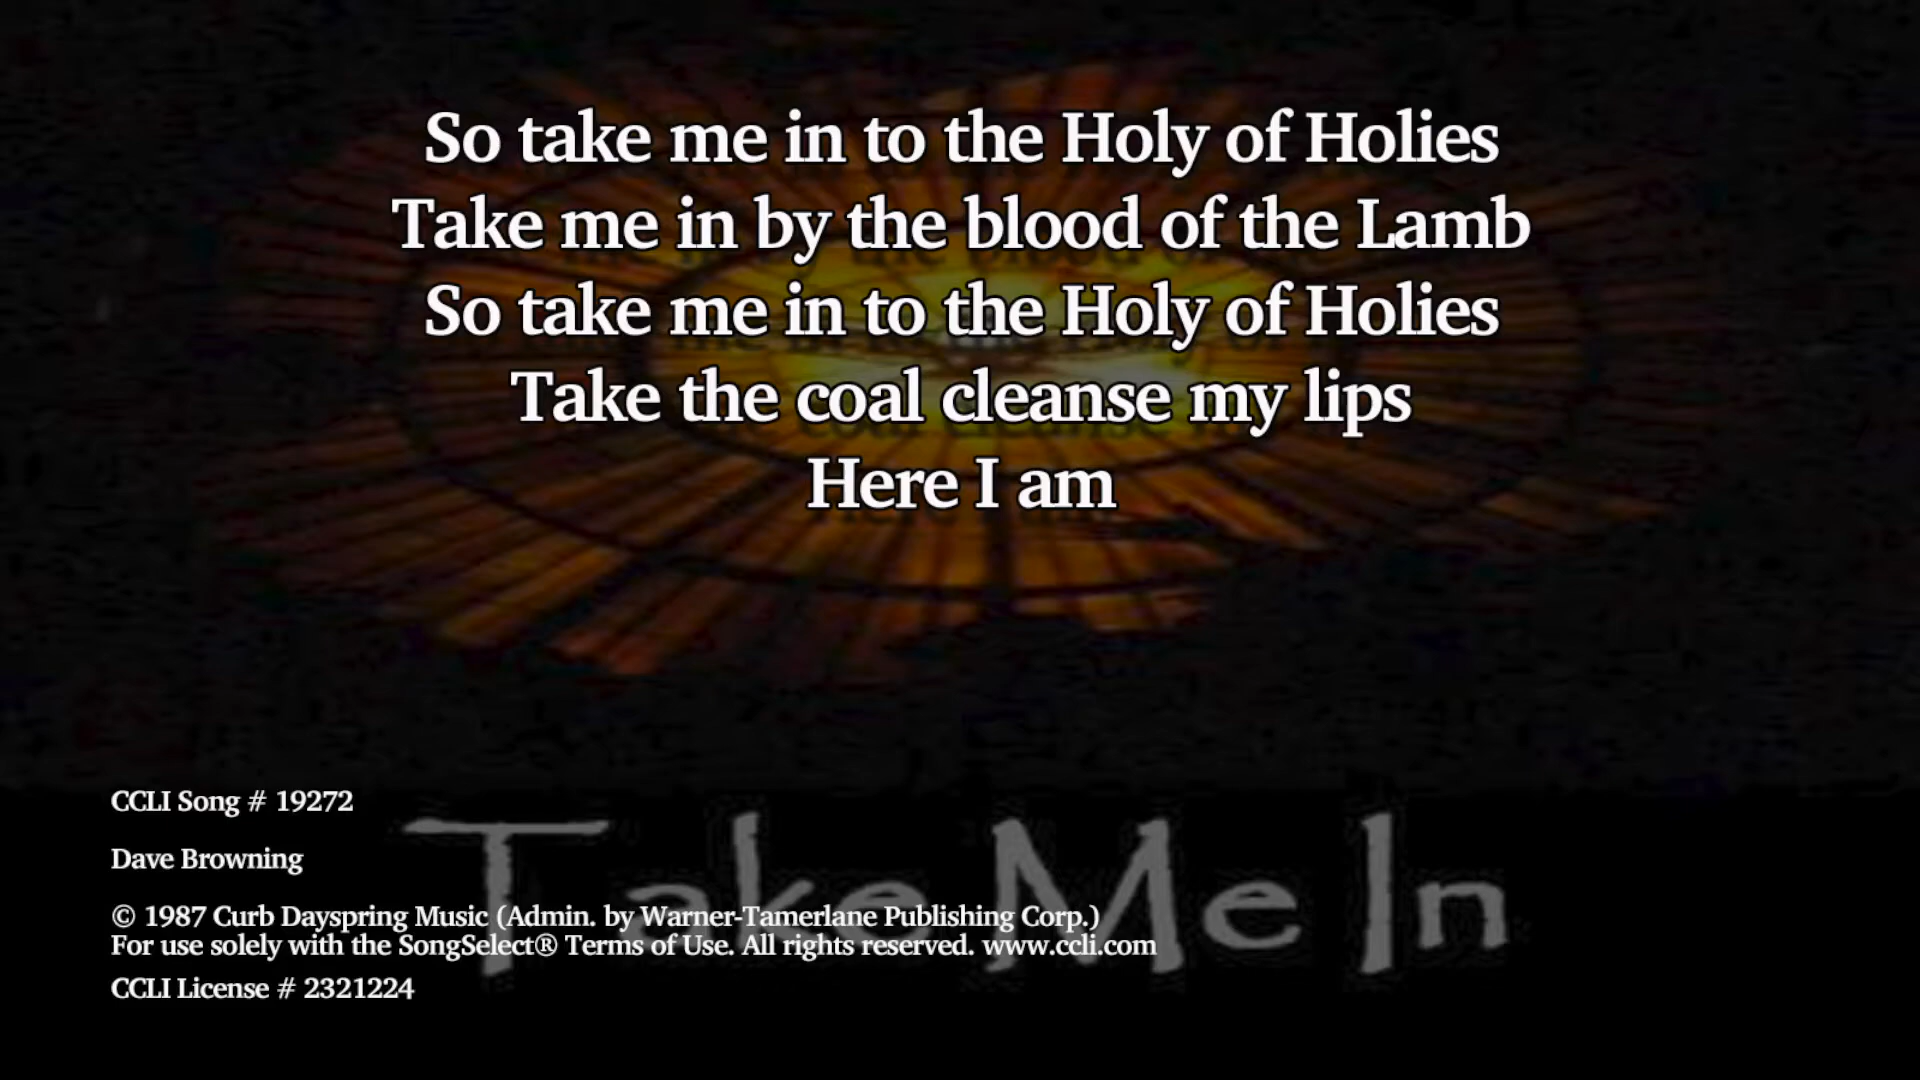 So take me in to the Holy of Holies
Take me in by the blood of the Lamb
So take me in to the Holy of Holies
Take the coal cleanse my lips
Here I am
CCLI Song # 19272
Dave Browning
© 1987 Curb Dayspring Music (Admin. by Warner-Tamerlane Publishing Corp.)
For use solely with the SongSelect® Terms of Use. All rights reserved. www.ccli.com
CCLI License # 2321224
Take Me In